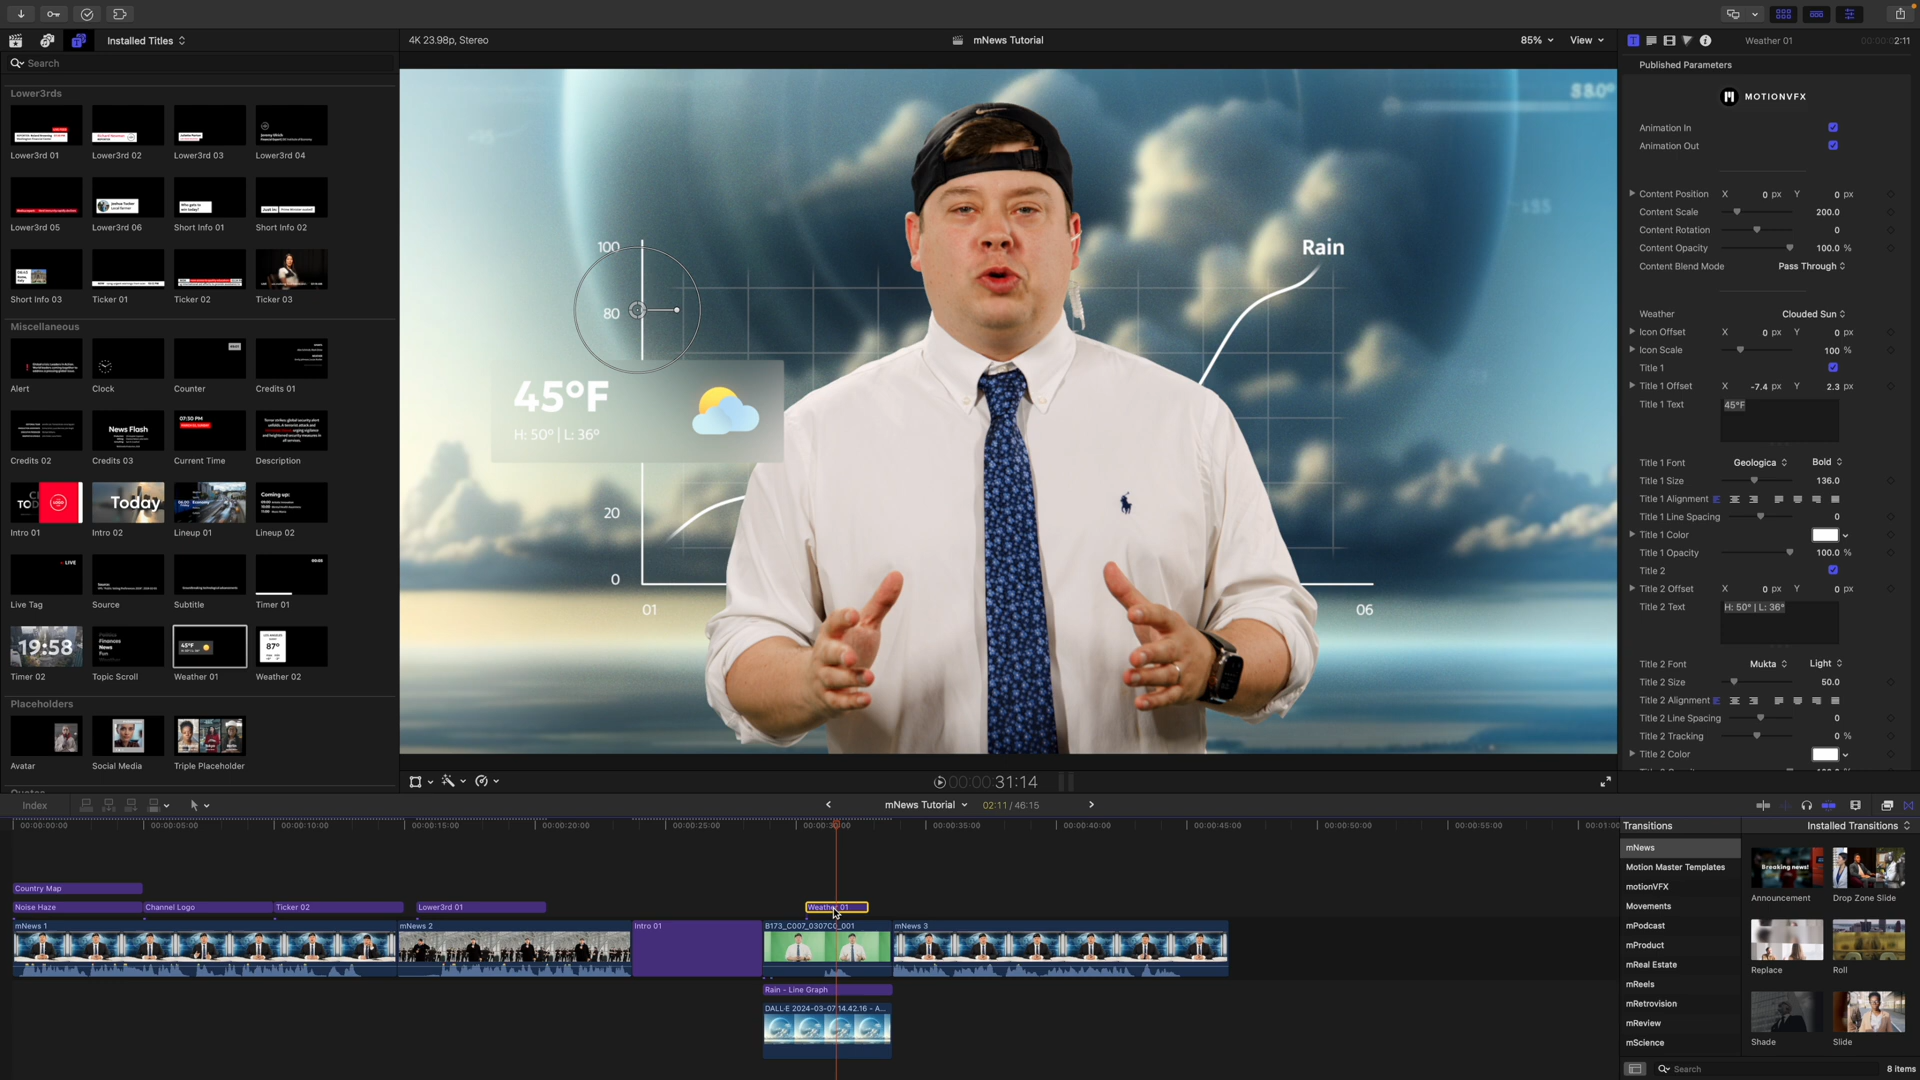 Installed Titles
4K 23.98p, Stereo
mNews Tutorial
85%
View
Weather 01
00:00:02:11
Search
Published Parameters
Lower3rds
MOTIONVFX
Lower3rd 01
Lower3rd 02
Lower3rd 03
Lower3rd 04
Animation In
Animation Out
Lower3rd 05
Lower3rd 06
Short Info 01
Short Info 02
Content Position X 0 px Y 0 px
Content Scale 200.0
Content Rotation 0
Content Opacity 100.0 %
Content Blend Mode Pass Through
Short Info 03
Ticker 01
Ticker 02
Ticker 03
Miscellaneous
Weather Clouded Sun
Icon Offset X 0 px Y 0 px
Icon Scale 100 %
Title 1
Title 1 Offset X -7.4 px Y 2.3 px
Title 1 Text 45°F
Alert
Clock
Counter
Credits 01
News Flash
07:30 PM
Credits 02
Credits 03
Current Time
Description
Title 1 Font Geologica Bold
Title 1 Size 136.0
Title 1 Alignment
Title 1 Line Spacing 0
Title 1 Color
Title 1 Opacity 100.0 %
Today
Coming up:
Intro 01
Intro 02
Lineup 01
Lineup 02
LIVE
Live Tag
Source
Subtitle
Timer 01
Title 2
Title 2 Offset X 0 px Y 0 px
Title 2 Text H: 50° | L: 36°
19:58
45°F
87°
Timer 02
Topic Scroll
Weather 01
Weather 02
Title 2 Font Mukta Light
Title 2 Size 50.0
Title 2 Alignment
Title 2 Line Spacing 0
Title 2 Tracking 0 %
Title 2 Color
Placeholders
Avatar
Social Media
Triple Placeholder
100
80
20
0
01
06
Rain
45°F
H: 50° | L: 36°
00:00:31:14
Index
mNews Tutorial
02:11 / 46:15
00:00:00:00
00:00:05:00
00:00:10:00
00:00:15:00
00:00:20:00
00:00:25:00
00:00:30:00
00:00:35:00
00:00:40:00
00:00:45:00
00:00:50:00
00:00:55:00
Country Map
Noise Haze
Channel Logo
Ticker 02
Lower3rd 01
Weather 01
mNews 1
mNews 2
Intro 01
B173_C007_0307C0_001
mNews 3
Rain - Line Graph
DALL·E 2024-03-07 14.42.16 - A...
Transitions
Installed Transitions
mNews
Motion Master Templates
motionVFX
Movements
mPodcast
mProduct
mReal Estate
mReels
mRetrovision
mReview
mScience
Breaking news!
Announcement
Drop Zone Slide
Replace
Roll
Shade
Slide
Search
8 items